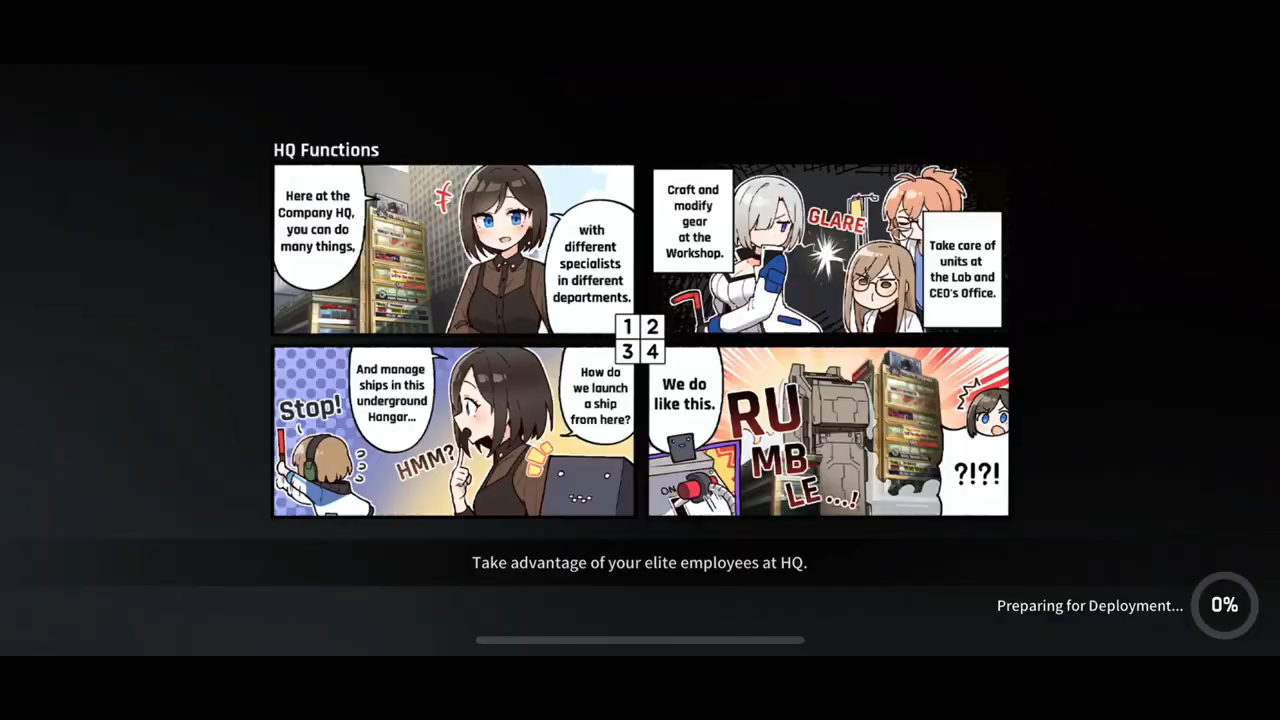 HQ Functions
Here at the
Company HQ,
you can do
many things,
with
different
specialists
in different
departments.
Craft and
modify
gear
at the
Workshop.
GLARE
Take care of
units at
the Lab and
CEO's Office.
1 2
3 4
Stop!
And manage
ships in this
underground
Hangar...
HMM?
How do
we launch
a ship
from here?
We do
like this.
ON
RU
MB
LE...!
?!?!
Take advantage of your elite employees at HQ.
Preparing for Deployment...
0%